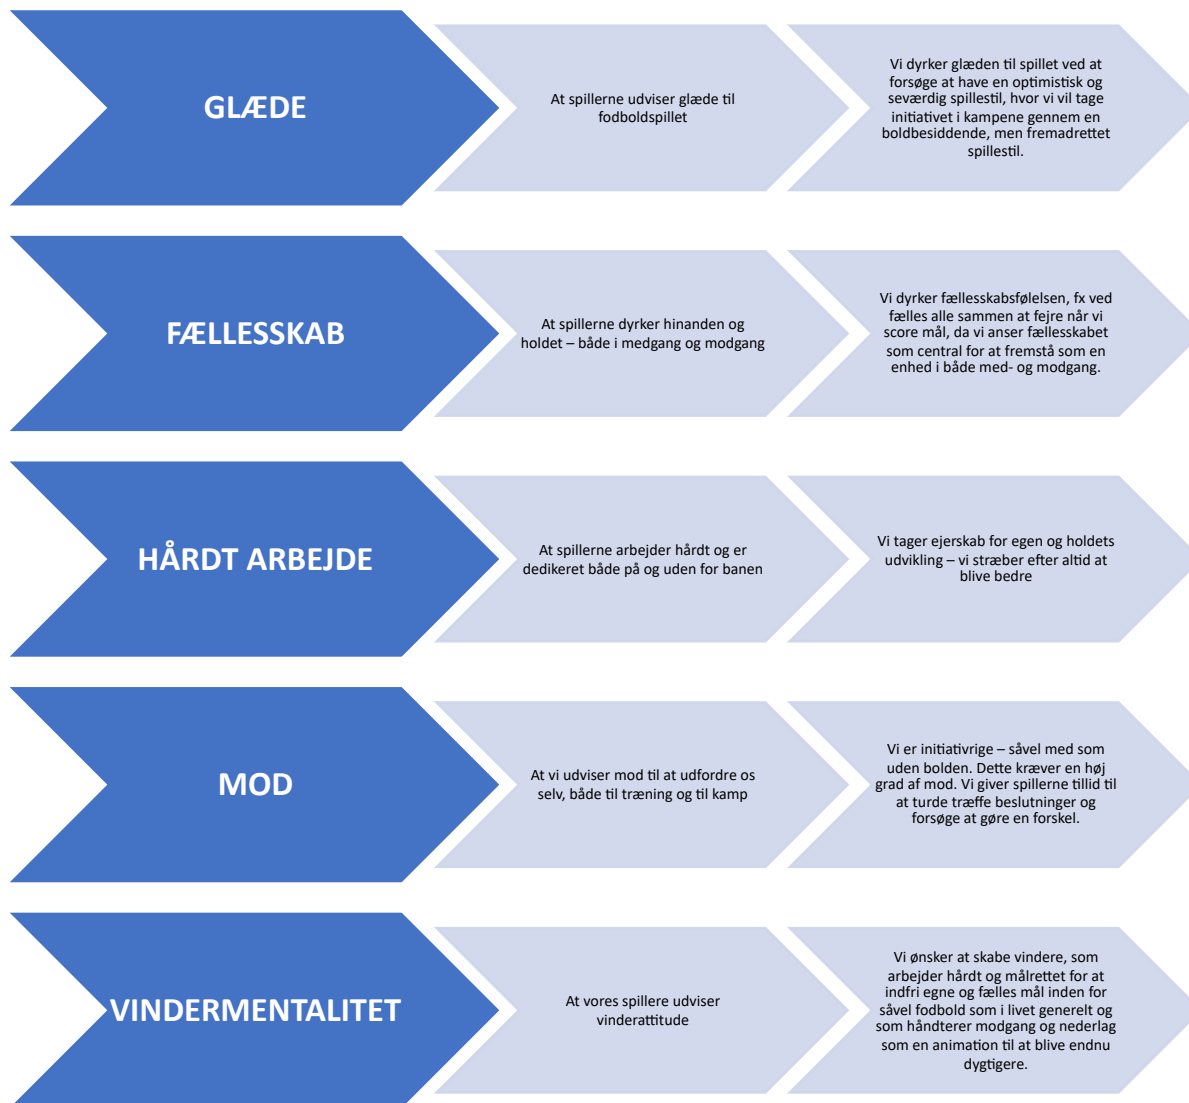 GLÆDE
At spillerne udviser glæde til
fodboldspillet
Vi dyrker glæden til spillet ved at
forsøge at have en optimistisk og
seværdig spillestil, hvor vi vil tage
initiativet i kampene gennem en
boldbesiddende, men fremadrettet
spillestil.
FÆLLESSKAB
At spillerne dyrker hinanden og
holdet – både i medgang og modgang
Vi dyrker fællesskabsfølelsen, fx ved
fælles alle sammen at fejre når vi
score mål, da vi anser fællesskabet
som central for at fremstå som en
enhed i både med- og modgang.
HÅRDT ARBEJDE
At spillerne arbejder hårdt og er
dedikeret både på og uden for banen
Vi tager ejerskab for egen og holdets
udvikling – vi stræber efter altid at
blive bedre
MOD
At vi udviser mod til at udfordre os
selv, både til træning og til kamp
Vi er initiativrige – såvel med som
uden bolden. Dette kræver en høj
grad af mod. Vi giver spillerne tillid til
at turde træffe beslutninger og
forsøge at gøre en forskel.
VINDERMENTALITET
At vores spillere udviser
vinderattitude
Vi ønsker at skabe vindere, som
arbejder hårdt og målrettet for at
indfri egne og fælles mål inden for
såvel fodbold som i livet generelt og
som håndterer modgang og nederlag
som en animation til at blive endnu
dygtigere.